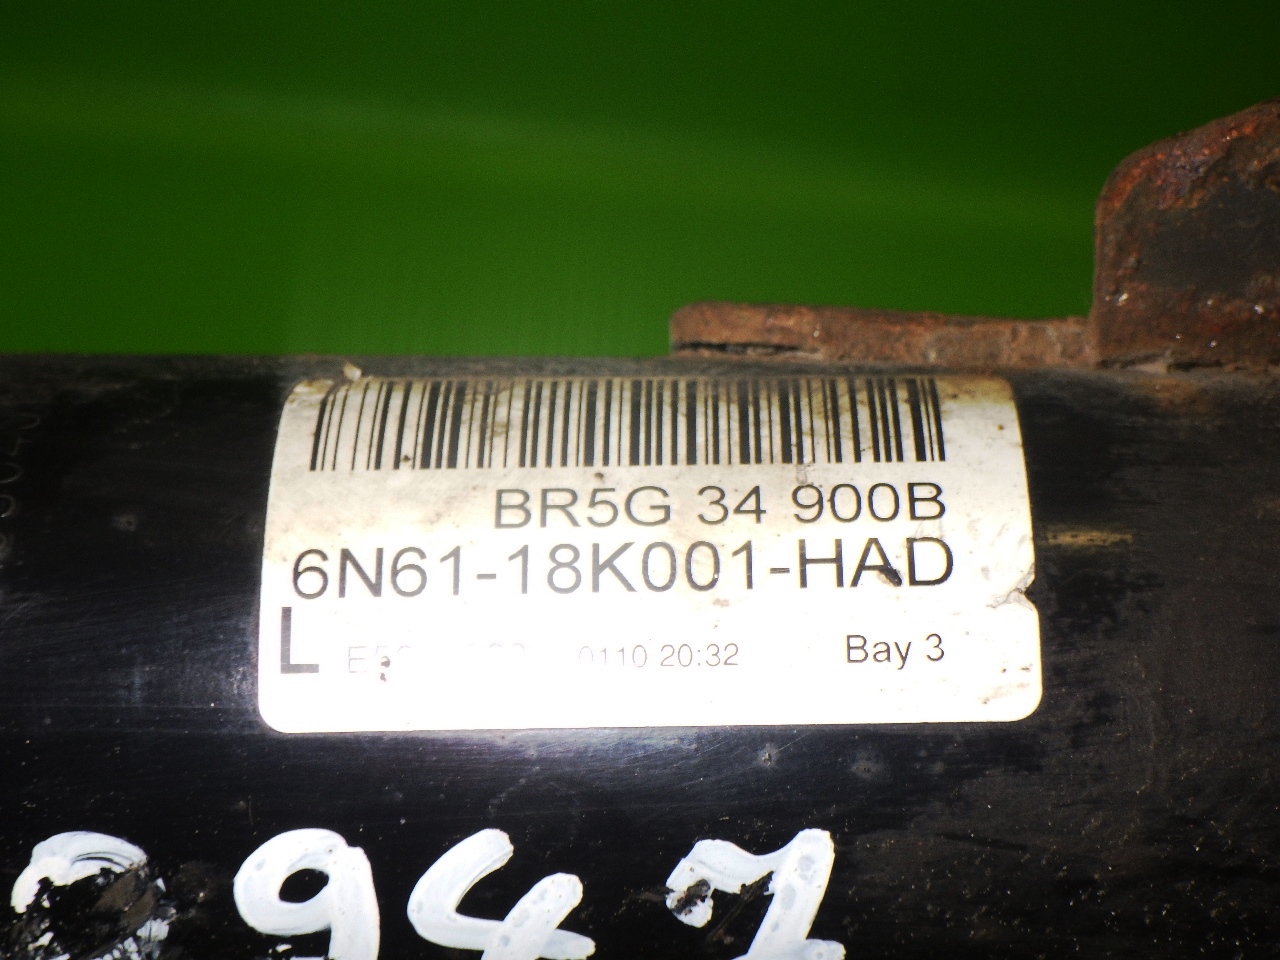 BR5G 34 900B
6N61-18K001-HAD
L 0110 20:32 Bay 3
947